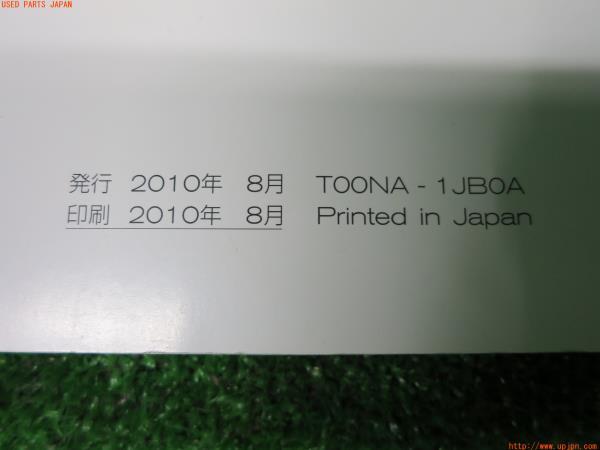 USED PARTS JAPAN
発行 2010年 8月 T00NA - 1JB0A
印刷 2010年 8月 Printed in Japan
http://www.upjpn.com/